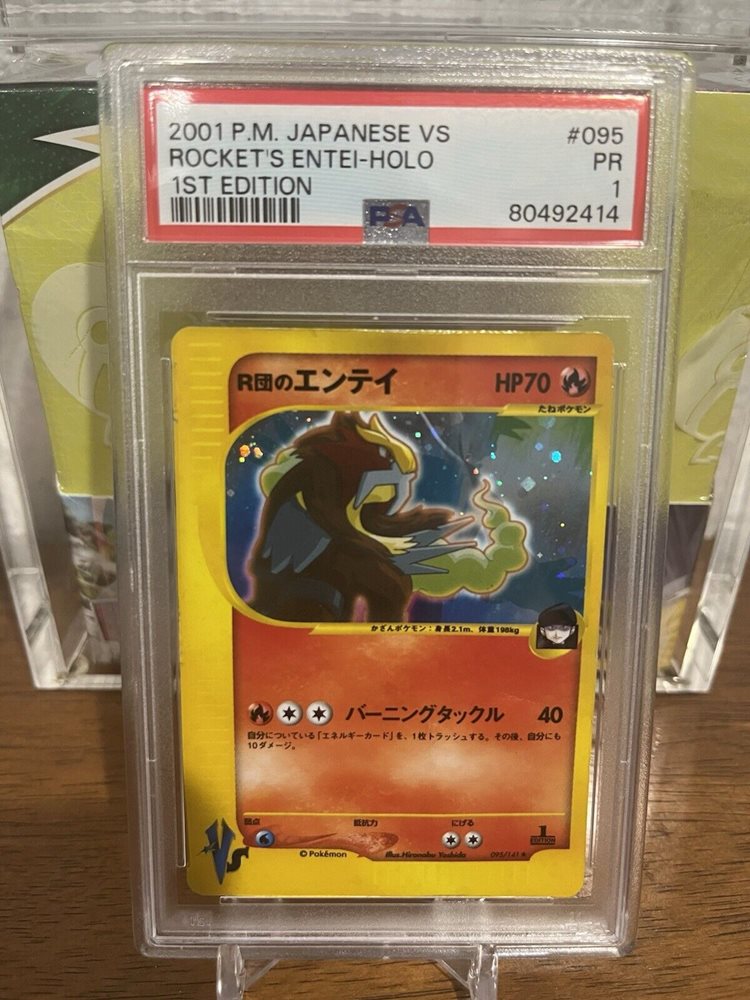 2001 P.M. JAPANESE VS #095
ROCKET'S ENTEI-HOLO PR
1ST EDITION 1
PSA 80492414
R団のエンテイ HP70
たねポケモン
かざんポケモン：身長2.1m、体重198kg
バーニングタックル 40
自分についている「エネルギーカード」を、1枚トラッシュする。その後、自分にも
10ダメージ。
弱点 抵抗力 にげる
1
EDITION
VS
©Pokémon Illus.Hironobu Yoshida 095/141★